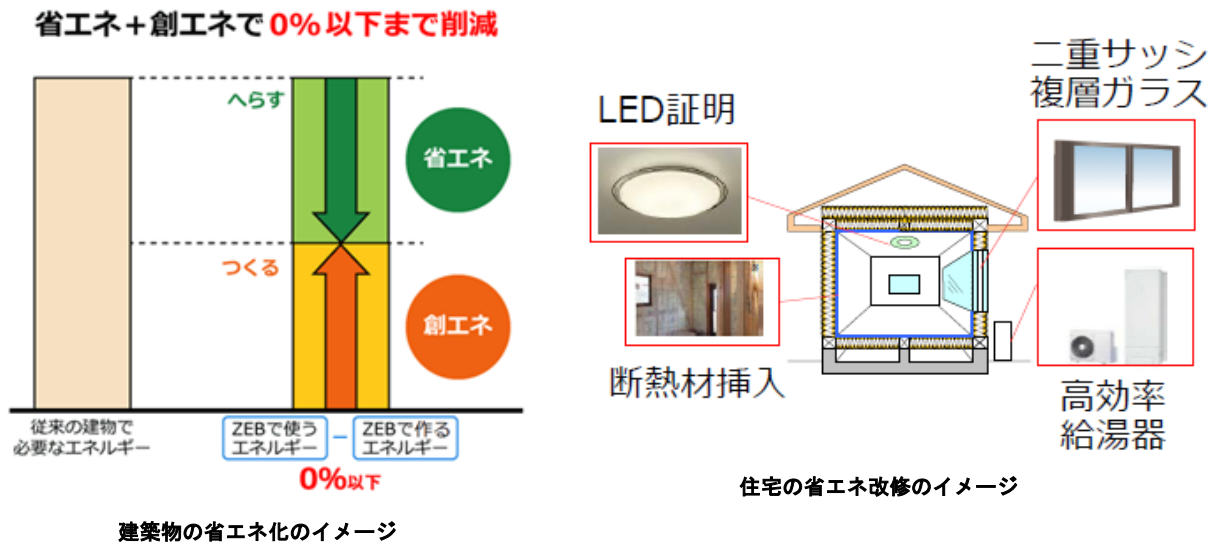 省エネ＋創エネで 0% 以下まで削減
へらす
省エネ
つくる
創エネ
従来の建物で
必要なエネルギー
ZEBで使う
エネルギー
－
ZEBで作る
エネルギー
0%以下
建築物の省エネ化のイメージ
LED証明
二重サッシ
複層ガラス
断熱材挿入
高効率
給湯器
住宅の省エネ改修のイメージ